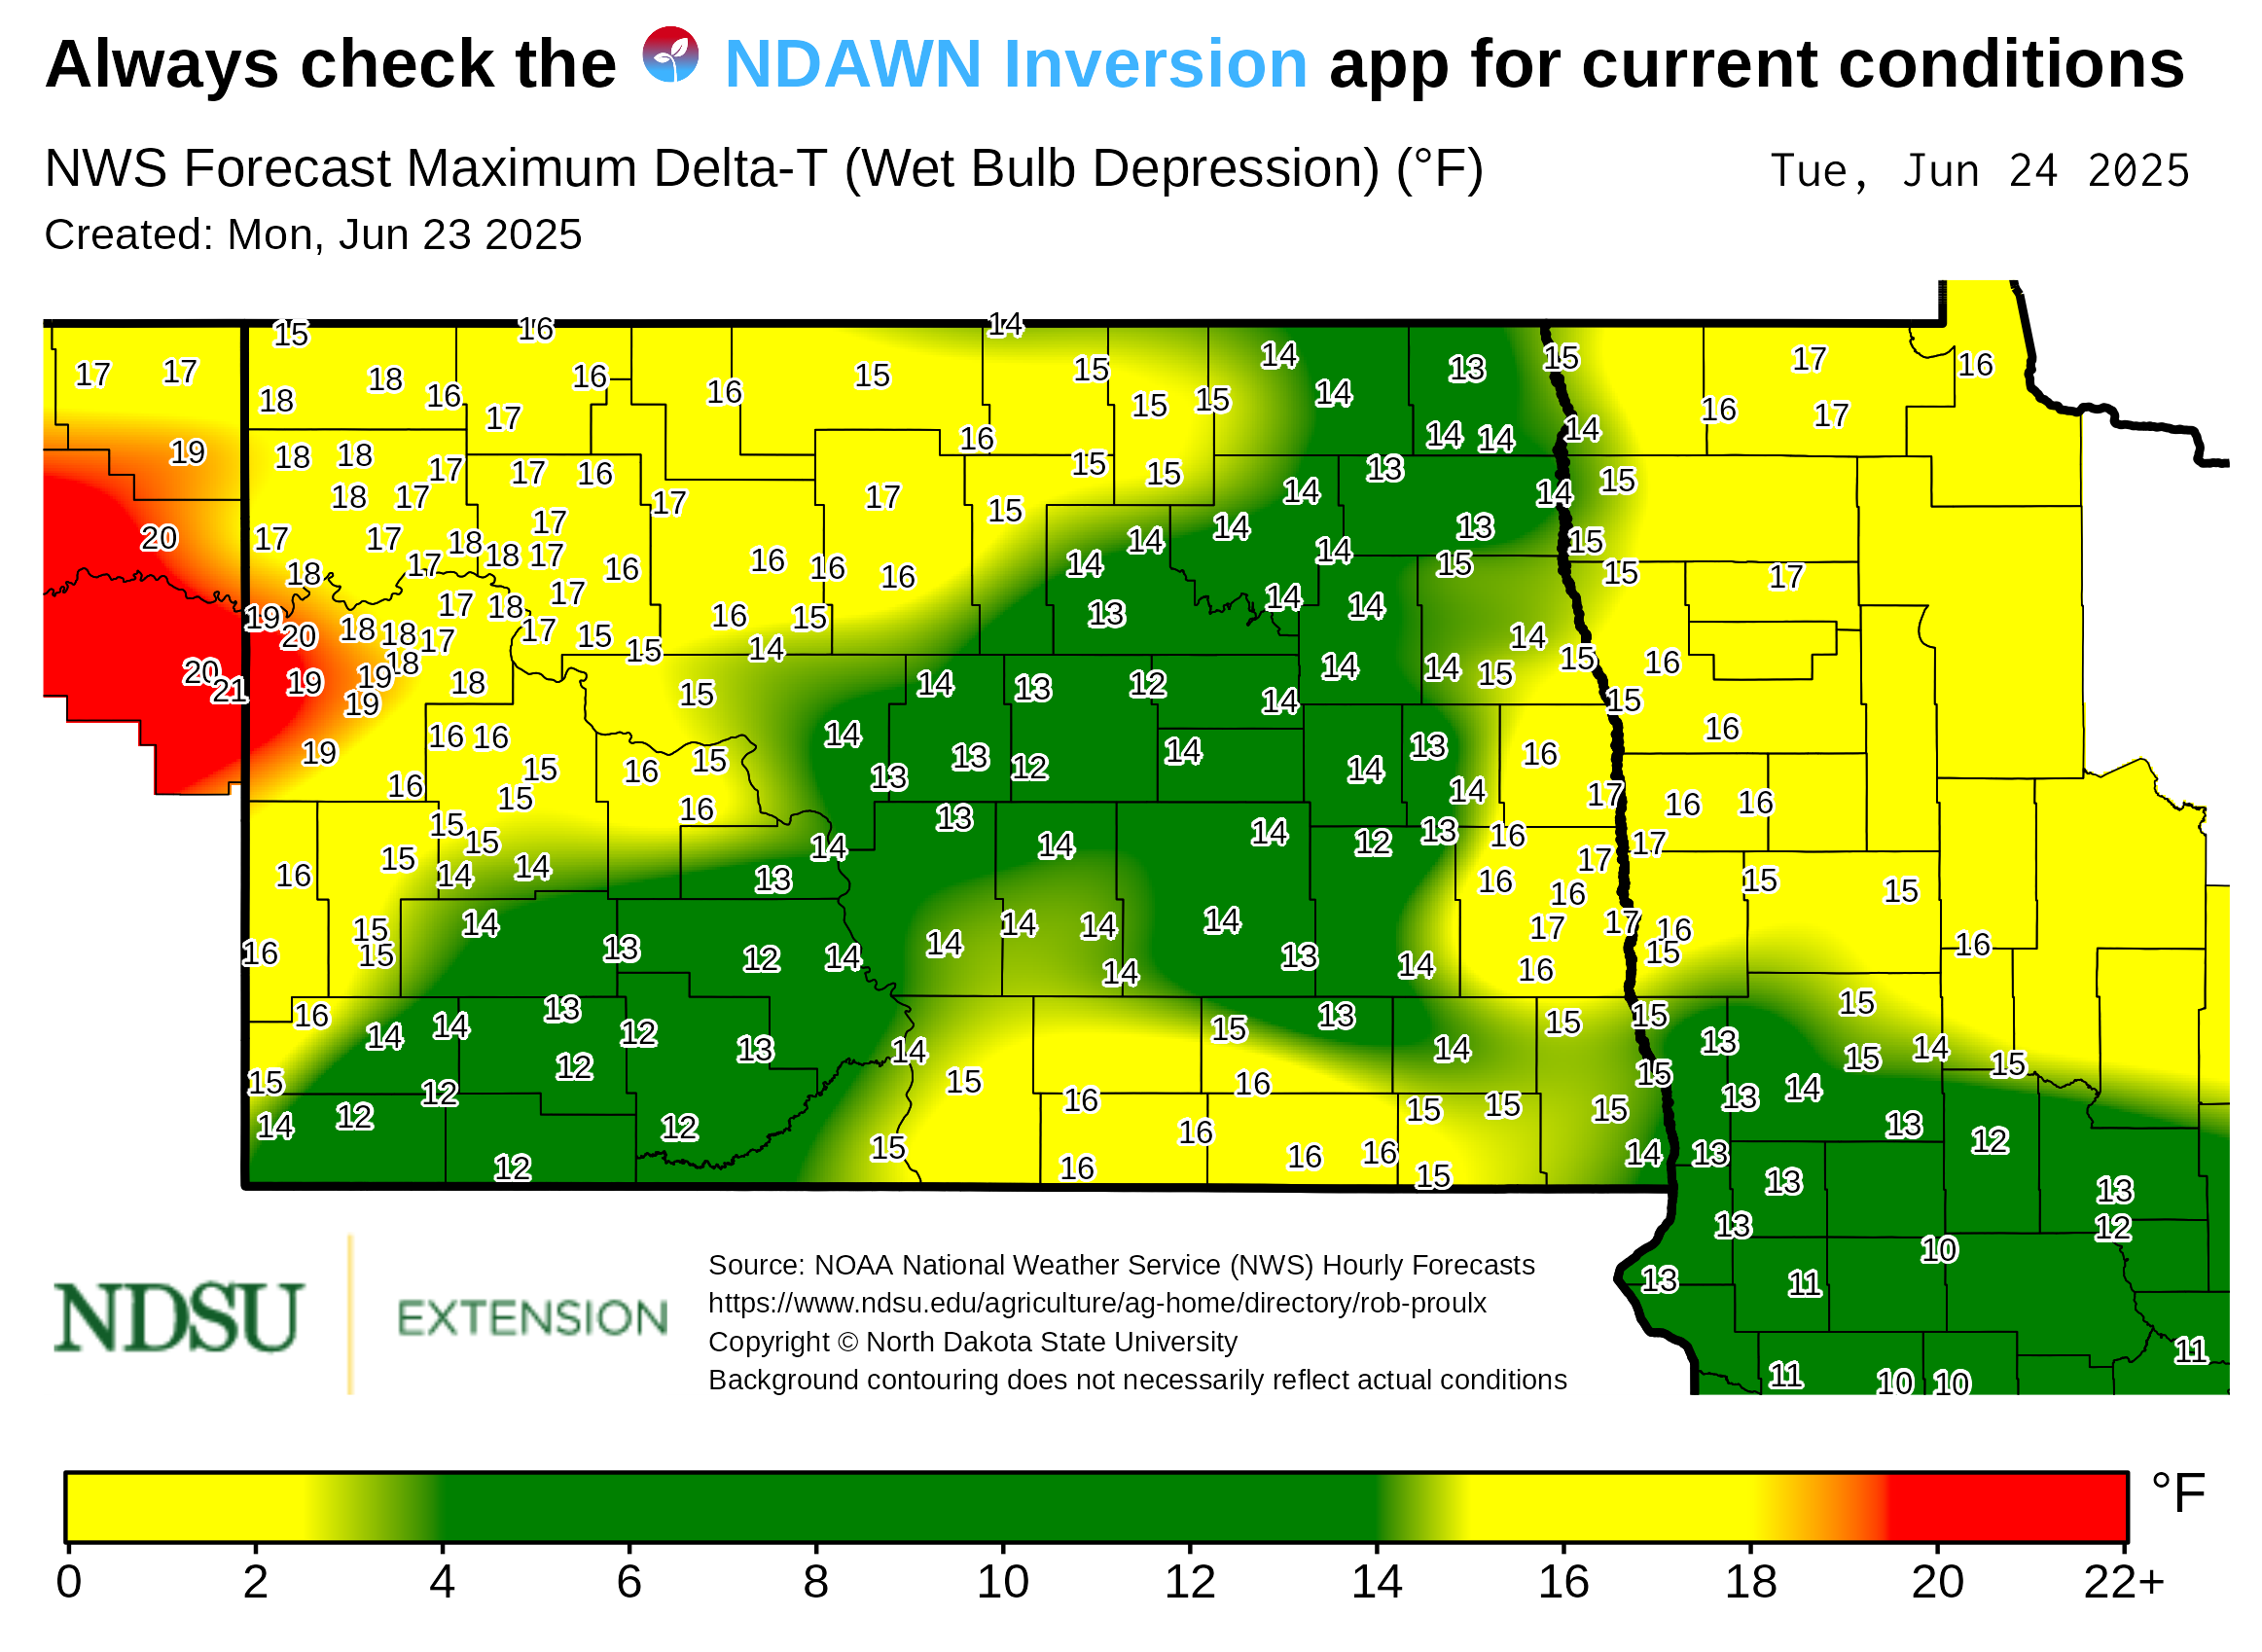 Always check the NDAWN Inversion app for current conditions
NWS Forecast Maximum Delta-T (Wet Bulb Depression) (°F) Tue, Jun 24 2025
Created: Mon, Jun 23 2025
15 16 14
17 17 18 16 16 15 15 14 13 15 17 16
18 16 17 16 15 15 14 16 17
19 18 18 17 17 16 16 15 15 14 14 14 13 15
18 17 17 17 15 14 14
20 17 17 18 18 17 17 16 14 14 13 15
18 17 16 16 16 14 14 15 15 17
19 20 17 18 17 16 15 13 14 14
18 18 17 17 15 15 14 14 15 16
20 21 19 19 18 18 15 14 13 12 14 14 15
19 14 15
19 16 16 14 13 12 14 13 16 16
16 15 15 16 15 13 14 14 17 16 16
15 15 15 16 13 14 12 13 16 17
16 15 14 14 14 13 14 16 17 16 15 15
15 14 13 12 14 14 14 14 14 13 14 17 17 16 16
16 15 14 16 15
16 14 14 13 12 13 14 15 13 14 15 15 13 15
15 12 12 15 16 15 13 15 14 15
14 12 12 16 16 15 15 15 14 13 13 14 13 12
12 15 16 16 16 15 13 13 13
13 13 11 10 12
11 10 10 11
NDSU EXTENSION
Source: NOAA National Weather Service (NWS) Hourly Forecasts
https://www.ndsu.edu/agriculture/ag-home/directory/rob-proulx
Copyright © North Dakota State University
Background contouring does not necessarily reflect actual conditions
°F
0 2 4 6 8 10 12 14 16 18 20 22+